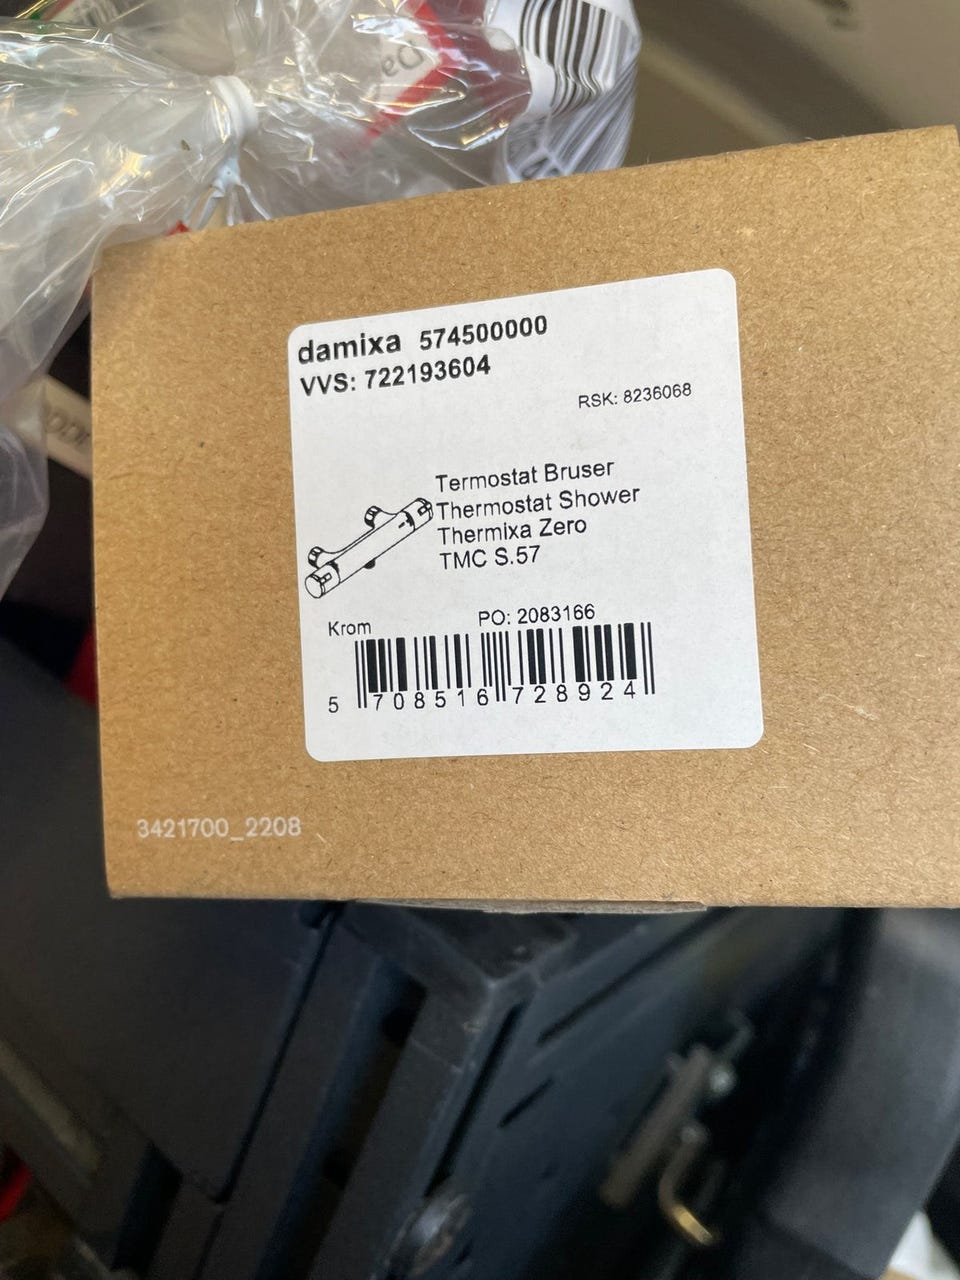 Da
damixa 574500000
VVS: 722193604
RSK: 8236068
Termostat Bruser
Thermostat Shower
Thermixa Zero
TMC S.57
Krom
PO: 2083166
5 708516 728924
3421700_2208